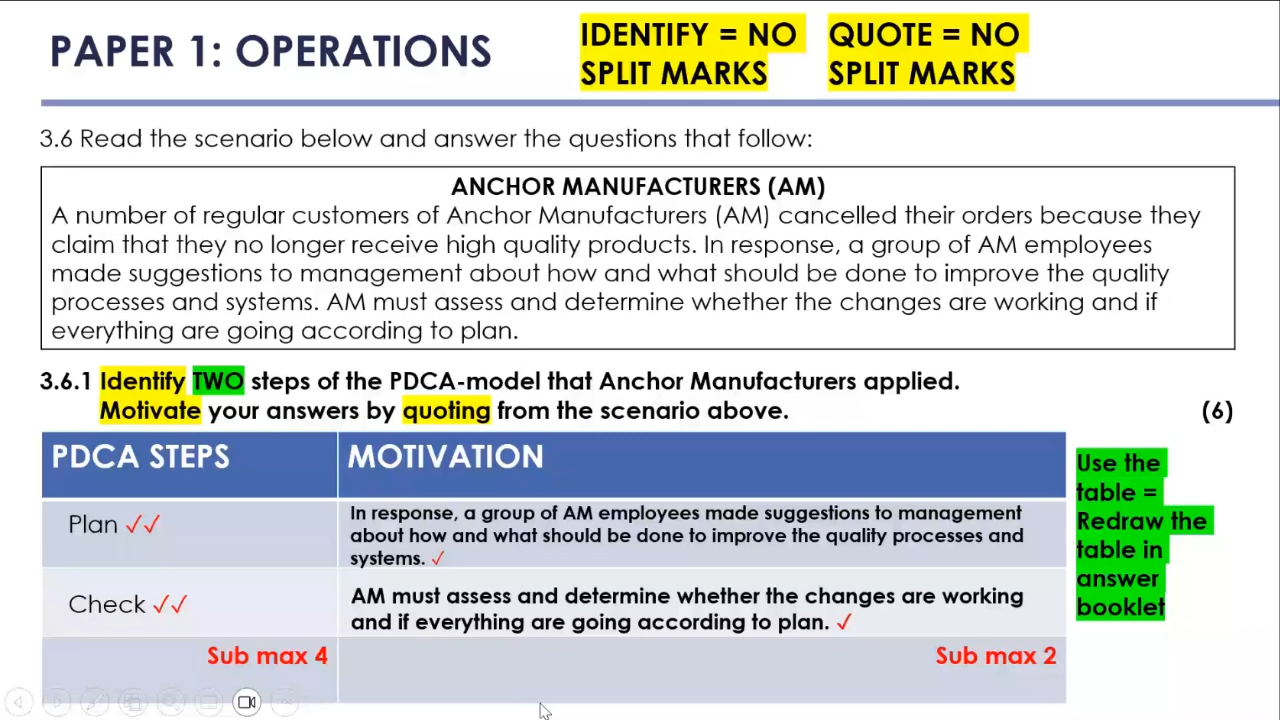 PAPER 1: OPERATIONS
IDENTIFY = NO
SPLIT MARKS
QUOTE = NO
SPLIT MARKS
3.6 Read the scenario below and answer the questions that follow:
ANCHOR MANUFACTURERS (AM)
A number of regular customers of Anchor Manufacturers (AM) cancelled their orders because they
claim that they no longer receive high quality products. In response, a group of AM employees
made suggestions to management about how and what should be done to improve the quality
processes and systems. AM must assess and determine whether the changes are working and if
everything are going according to plan.
3.6.1 Identify TWO steps of the PDCA-model that Anchor Manufacturers applied.
Motivate your answers by quoting from the scenario above. (6)
PDCA STEPS MOTIVATION
Plan ✓✓
In response, a group of AM employees made suggestions to management
about how and what should be done to improve the quality processes and
systems. ✓
Check ✓✓
AM must assess and determine whether the changes are working
and if everything are going according to plan. ✓
Sub max 4 Sub max 2
Use the
table =
Redraw the
table in
answer
booklet